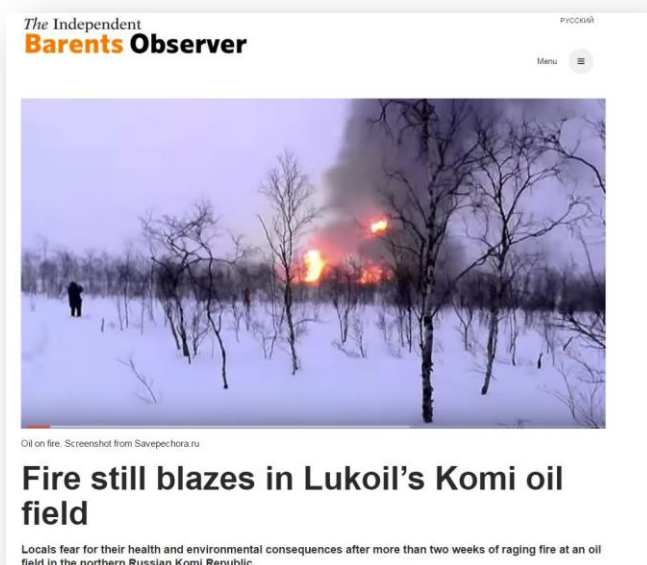 The Independent
Barents Observer
РУССКИЙ
Menu
Oil on fire. Screenshot from Savepechora.ru
Fire still blazes in Lukoil's Komi oil
field
Locals fear for their health and environmental consequences after more than two weeks of raging fire at an oil
field in the northern Russian Komi Republic.